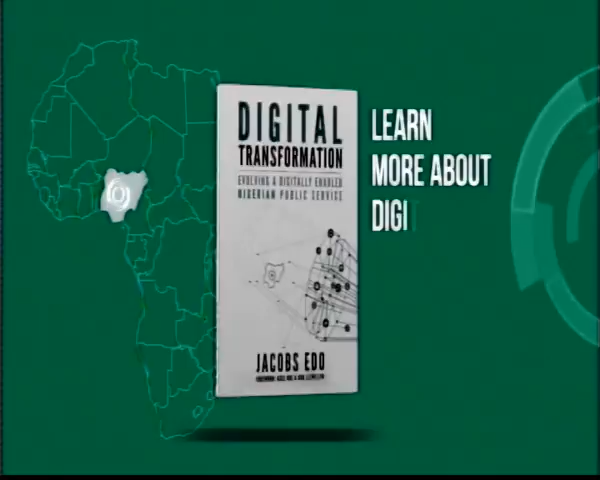 DIGITAL
TRANSFORMATION
EVOLVING A DIGITALLY ENABLED
NIGERIAN PUBLIC SERVICE
JACOBS EDO
LEARN
MORE ABOUT
DIGI